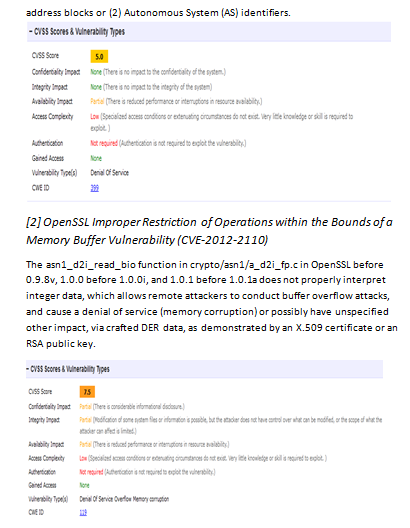 address blocks or (2) Autonomous System (AS) identifiers.
- CVSS Scores & Vulnerability Types
CVSS Score 5.0
Confidentiality Impact None (There is no impact to the confidentiality of the system.)
Integrity Impact None (There is no impact to the integrity of the system)
Availability Impact Partial (There is reduced performance or interruptions in resource availability.)
Access Complexity Low (Specialized access conditions or extenuating circumstances do not exist. Very little knowledge or skill is required to
exploit. )
Authentication Not required (Authentication is not required to exploit the vulnerability.)
Gained Access None
Vulnerability Type(s) Denial Of Service
CWE ID 399
[2] OpenSSL Improper Restriction of Operations within the Bounds of a
Memory Buffer Vulnerability (CVE-2012-2110)
The asn1_d2i_read_bio function in crypto/asn1/a_d2i_fp.c in OpenSSL before
0.9.8v, 1.0.0 before 1.0.0i, and 1.0.1 before 1.0.1a does not properly interpret
integer data, which allows remote attackers to conduct buffer overflow attacks,
and cause a denial of service (memory corruption) or possibly have unspecified
other impact, via crafted DER data, as demonstrated by an X.509 certificate or an
RSA public key.
- CVSS Scores & Vulnerability Types
CVSS Score 7.5
Confidentiality Impact Partial (There is considerable informational disclosure.)
Integrity Impact Partial (Modification of some system files or information is possible, but the attacker does not have control over what can be modified, or the scope of what the
attacker can affect is limited.)
Availability Impact Partial (There is reduced performance or interruptions in resource availability.)
Access Complexity Low (Specialized access conditions or extenuating circumstances do not exist. Very little knowledge or skill is required to exploit. )
Authentication Not required (Authentication is not required to exploit the vulnerability.)
Gained Access None
Vulnerability Type(s) Denial Of Service Overflow Memory corruption
CWE ID 119